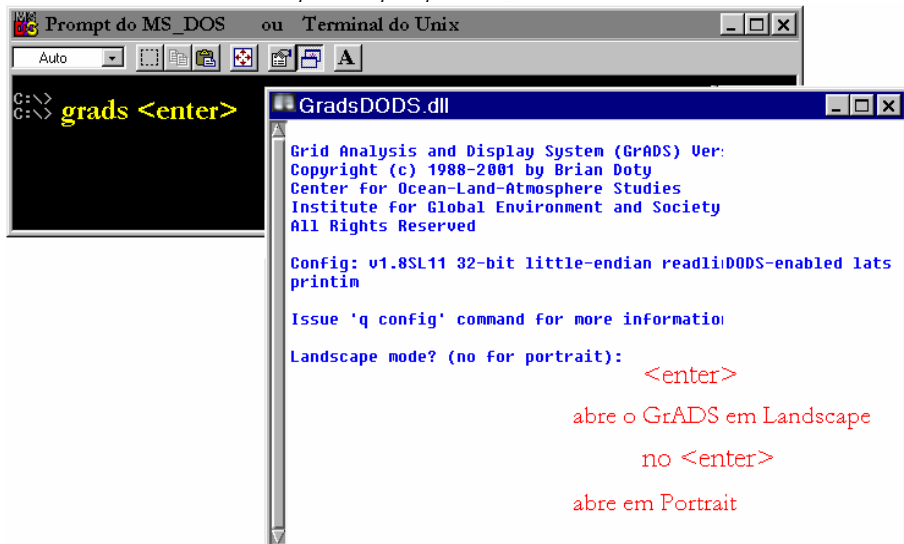 Prompt do MS_DOS ou Terminal do Unix
Auto
A
C:\>
C:\> grads <enter>
GradsDODS.dll
Grid Analysis and Display System (GrADS) Ver:
Copyright (c) 1988-2001 by Brian Doty
Center for Ocean-Land-Atmosphere Studies
Institute for Global Environment and Society
All Rights Reserved
Config: v1.8SL11 32-bit little-endian readliDODS-enabled lats
printim
Issue 'q config' command for more information
Landscape mode? (no for portrait):
<enter>
abre o GrADS em Landscape
no <enter>
abre em Portrait